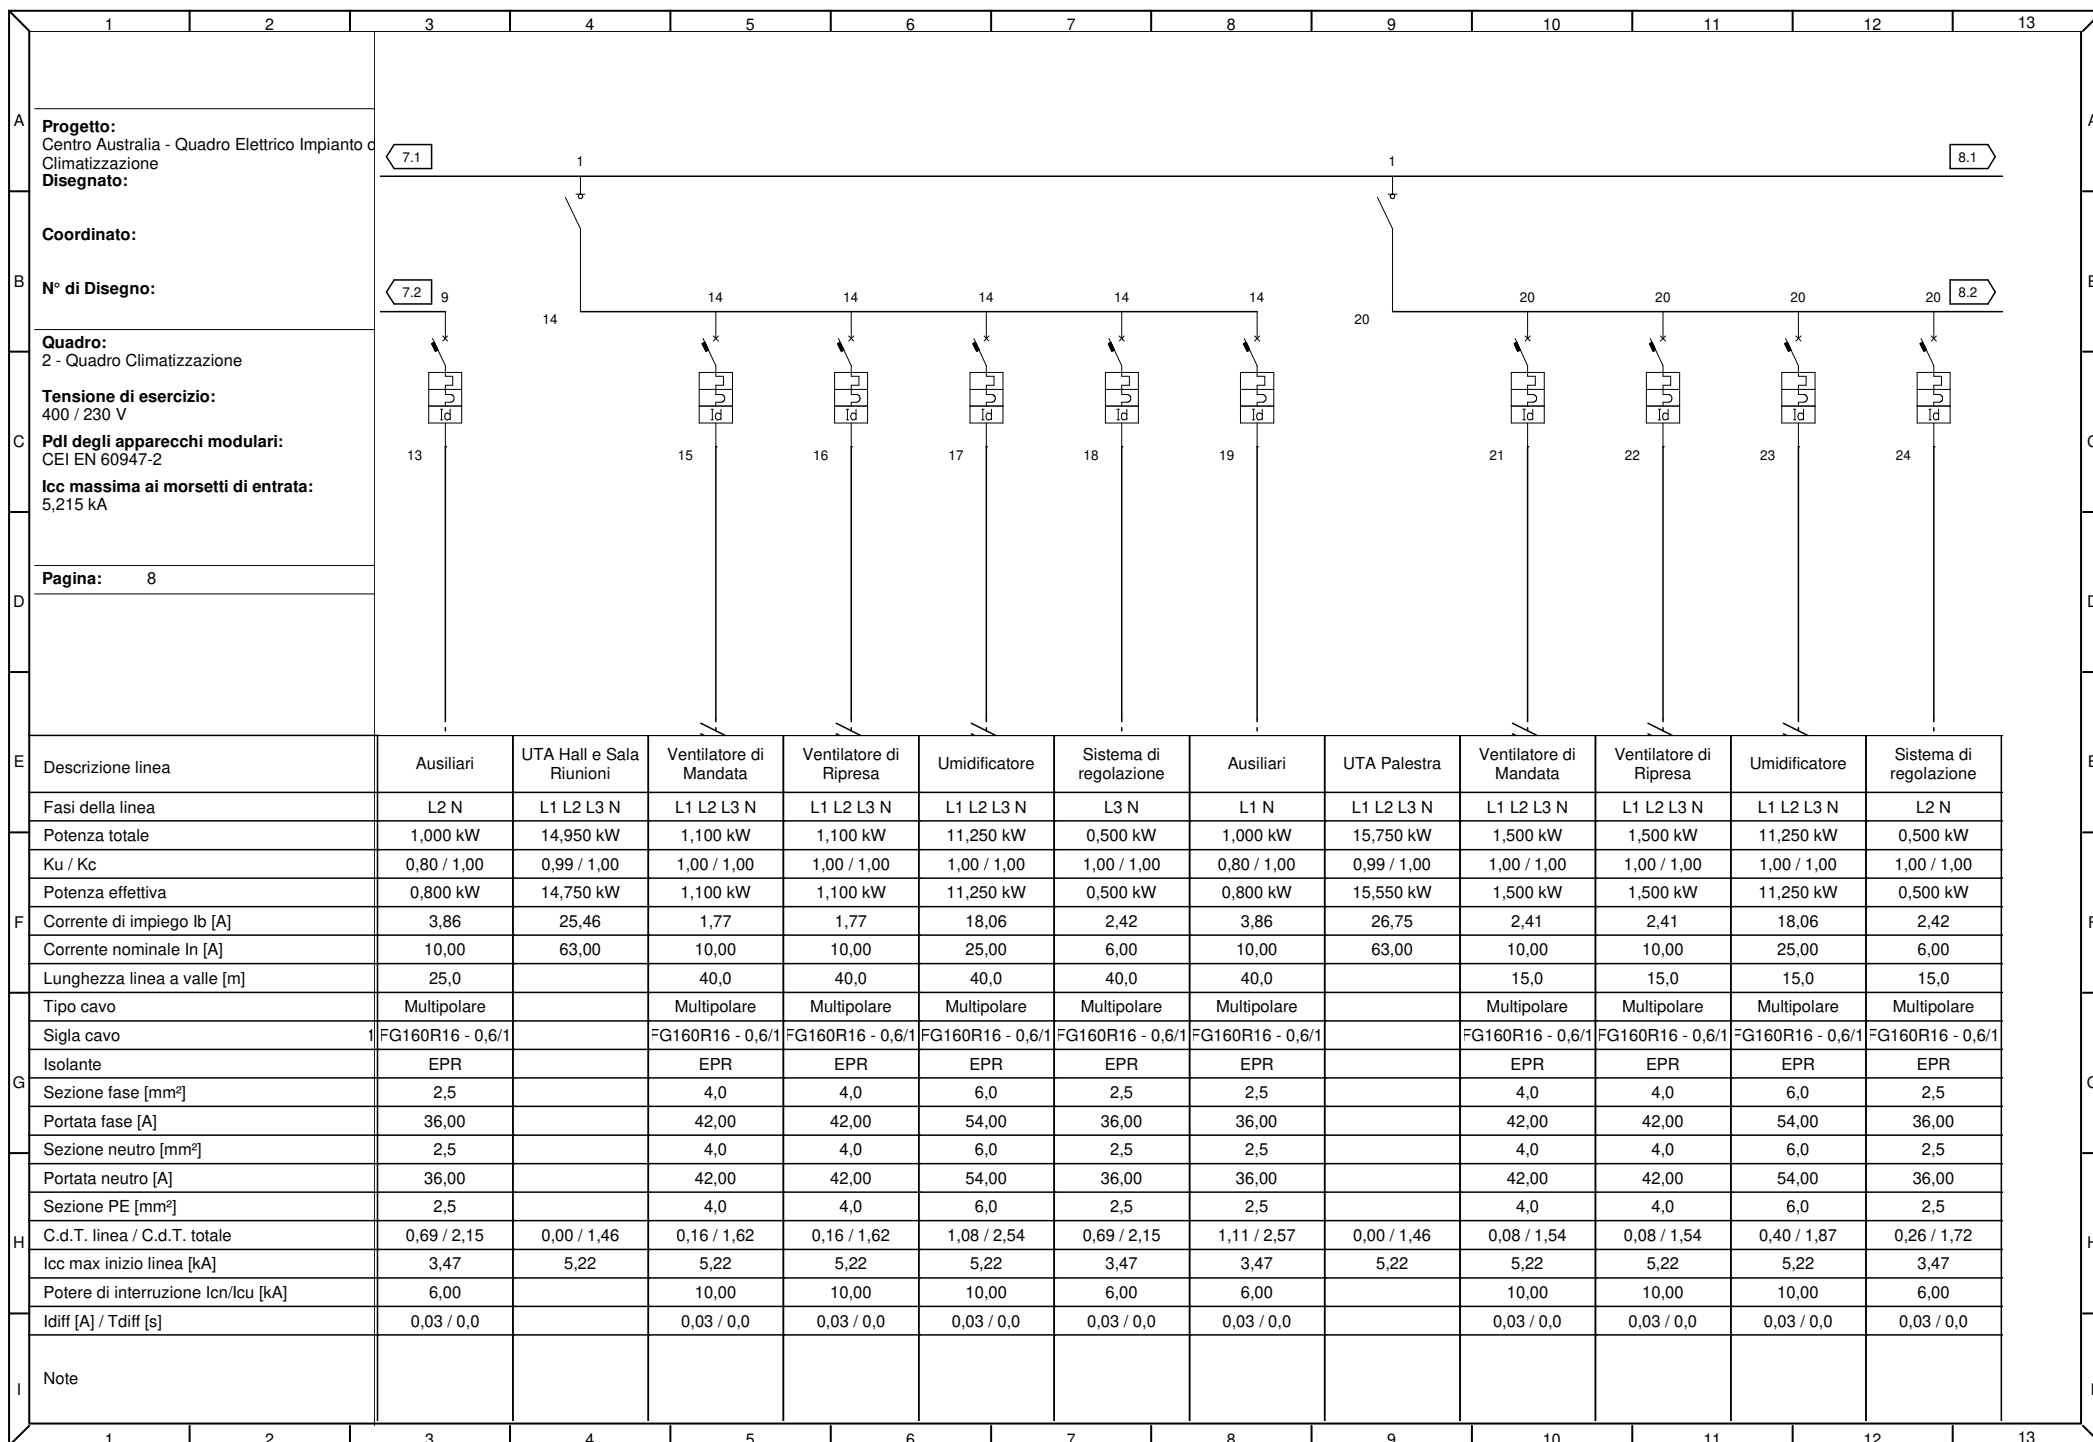 1 2 3 4 5 6 7 8 9 10 11 12 13
A
Progetto:
Centro Australia - Quadro Elettrico Impianto d
Climatizzazione
Disegnato:
Coordinato:
B
N° di Disegno:
Quadro:
2 - Quadro Climatizzazione
Tensione di esercizio:
400 / 230 V
C
PdI degli apparecchi modulari:
CEI EN 60947-2
Icc massima ai morsetti di entrata:
5,215 kA
Pagina: 8
D
7.1 1 1 8.1
7.2 9 14 14 14 14 14 20 20 20 20 8.2
14 20
Id Id Id Id Id Id Id Id Id Id
13 15 16 17 18 19 21 22 23 24
E
Descrizione linea Ausiliari UTA Hall e Sala Riunioni Ventilatore di Mandata Ventilatore di Ripresa Umidificatore Sistema di regolazione Ausiliari UTA Palestra Ventilatore di Mandata Ventilatore di Ripresa Umidificatore Sistema di regolazione
Fasi della linea L2 N L1 L2 L3 N L1 L2 L3 N L1 L2 L3 N L1 L2 L3 N L3 N L1 N L1 L2 L3 N L1 L2 L3 N L1 L2 L3 N L1 L2 L3 N L2 N
Potenza totale 1,000 kW 14,950 kW 1,100 kW 1,100 kW 11,250 kW 0,500 kW 1,000 kW 15,750 kW 1,500 kW 1,500 kW 11,250 kW 0,500 kW
Ku / Kc 0,80 / 1,00 0,99 / 1,00 1,00 / 1,00 1,00 / 1,00 1,00 / 1,00 1,00 / 1,00 0,80 / 1,00 0,99 / 1,00 1,00 / 1,00 1,00 / 1,00 1,00 / 1,00 1,00 / 1,00
Potenza effettiva 0,800 kW 14,750 kW 1,100 kW 1,100 kW 11,250 kW 0,500 kW 0,800 kW 15,550 kW 1,500 kW 1,500 kW 11,250 kW 0,500 kW
F
Corrente di impiego Ib [A] 3,86 25,46 1,77 1,77 18,06 2,42 3,86 26,75 2,41 2,41 18,06 2,42
Corrente nominale In [A] 10,00 63,00 10,00 10,00 25,00 6,00 10,00 63,00 10,00 10,00 25,00 6,00
Lunghezza linea a valle [m] 25,0 40,0 40,0 40,0 40,0 40,0 15,0 15,0 15,0 15,0
Tipo cavo Multipolare Multipolare Multipolare Multipolare Multipolare Multipolare Multipolare Multipolare Multipolare Multipolare
Sigla cavo 1 FG160R16 - 0,6/1 FG160R16 - 0,6/1 FG160R16 - 0,6/1 FG160R16 - 0,6/1 FG160R16 - 0,6/1 FG160R16 - 0,6/1 FG160R16 - 0,6/1 FG160R16 - 0,6/1 FG160R16 - 0,6/1 FG160R16 - 0,6/1
Isolante EPR EPR EPR EPR EPR EPR EPR EPR EPR EPR
G
Sezione fase [mm²] 2,5 4,0 4,0 6,0 2,5 2,5 4,0 4,0 6,0 2,5
Portata fase [A] 36,00 42,00 42,00 54,00 36,00 36,00 42,00 42,00 54,00 36,00
Sezione neutro [mm²] 2,5 4,0 4,0 6,0 2,5 2,5 4,0 4,0 6,0 2,5
Portata neutro [A] 36,00 42,00 42,00 54,00 36,00 36,00 42,00 42,00 54,00 36,00
Sezione PE [mm²] 2,5 4,0 4,0 6,0 2,5 2,5 4,0 4,0 6,0 2,5
H
C.d.T. linea / C.d.T. totale 0,69 / 2,15 0,00 / 1,46 0,16 / 1,62 0,16 / 1,62 1,08 / 2,54 0,69 / 2,15 1,11 / 2,57 0,00 / 1,46 0,08 / 1,54 0,08 / 1,54 0,40 / 1,87 0,26 / 1,72
Icc max inizio linea [kA] 3,47 5,22 5,22 5,22 5,22 3,47 3,47 5,22 5,22 5,22 5,22 3,47
Potere di interruzione Icn/Icu [kA] 6,00 10,00 10,00 10,00 6,00 6,00 10,00 10,00 10,00 6,00
Idiff [A] / Tdiff [s] 0,03 / 0,0 0,03 / 0,0 0,03 / 0,0 0,03 / 0,0 0,03 / 0,0 0,03 / 0,0 0,03 / 0,0 0,03 / 0,0 0,03 / 0,0 0,03 / 0,0
Note
I
1 2 3 4 5 6 7 8 9 10 11 12 13